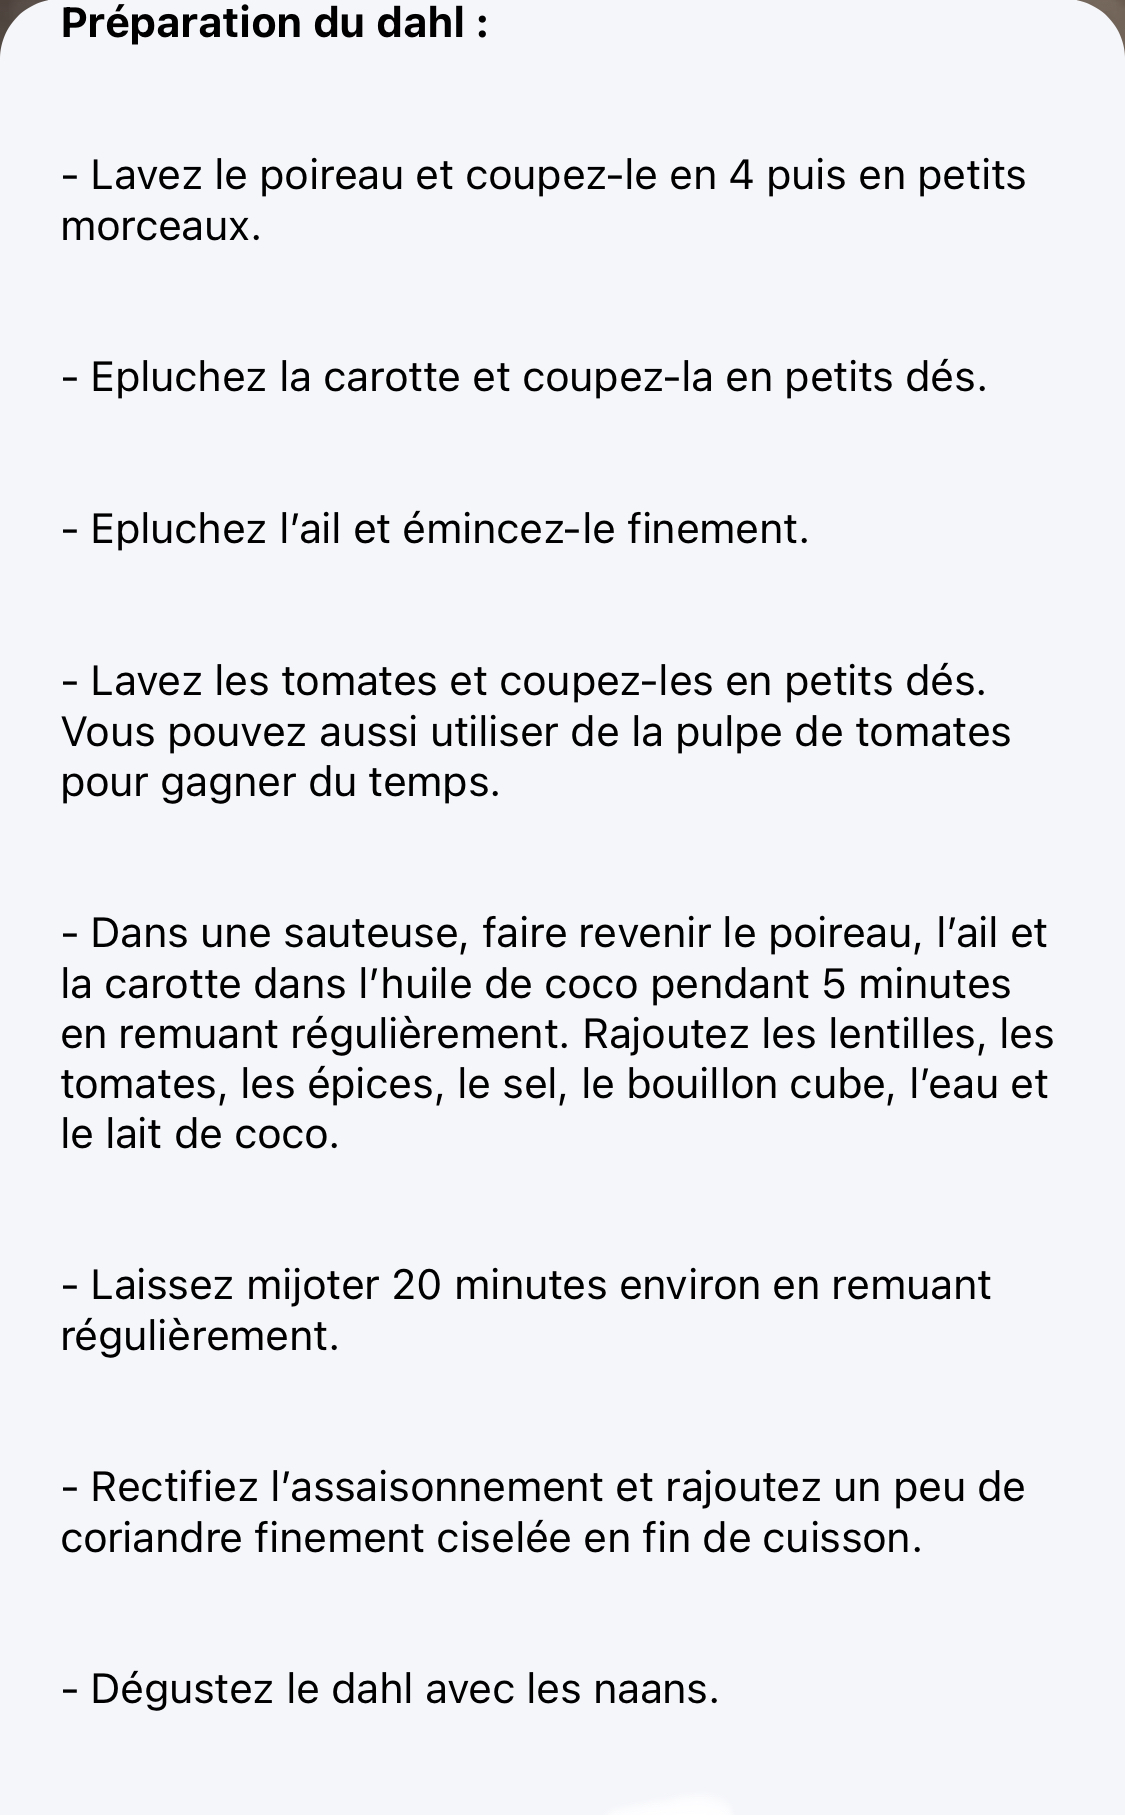 Préparation du dahl :
- Lavez le poireau et coupez-le en 4 puis en petits
morceaux.
- Epluchez la carotte et coupez-la en petits dés.
- Epluchez l’ail et émincez-le finement.
- Lavez les tomates et coupez-les en petits dés.
Vous pouvez aussi utiliser de la pulpe de tomates
pour gagner du temps.
- Dans une sauteuse, faire revenir le poireau, l’ail et
la carotte dans l’huile de coco pendant 5 minutes
en remuant régulièrement. Rajoutez les lentilles, les
tomates, les épices, le sel, le bouillon cube, l’eau et
le lait de coco.
- Laissez mijoter 20 minutes environ en remuant
régulièrement.
- Rectifiez l’assaisonnement et rajoutez un peu de
coriandre finement ciselée en fin de cuisson.
- Dégustez le dahl avec les naans.